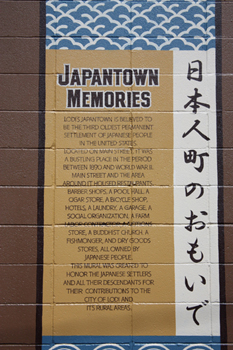 JAPANTOWN
MEMORIES
LODI'S JAPANTOWN IS BELIEVED TO
BE THE THIRD OLDEST PERMANENT
SETTLEMENT OF JAPANESE PEOPLE
IN THE UNITED STATES.
LOCATED ON MAIN STREET, IT WAS
A BUSTLING PLACE IN THE PERIOD
BETWEEN AND WORLD WAR II.
MAIN STREET AND THE AREA
AROUND IT HOUSED RESTAURANTS,
BARBER SHOPS, A POOL HALL, A
CIGAR STORE, A BICYCLE SHOP,
HOTELS, A LAUNDRY, A GARAGE, A
SOCIAL ORGANIZATION, A FARM
LABOR CONTRACTOR, A
STORE, A BUDDHIST CHURCH, A
FISHMONGER, AND DRY GOODS
STORES, ALL OWNED BY
JAPANESE PEOPLE.
THIS MURAL WAS CREATED TO
HONOR THE JAPANESE SETTLERS
AND ALL THEIR DESCENDANTS FOR
THEIR CONTRIBUTIONS TO THE
CITY OF LODI AND
ITS RURAL AREAS.
日本人町のおもいで